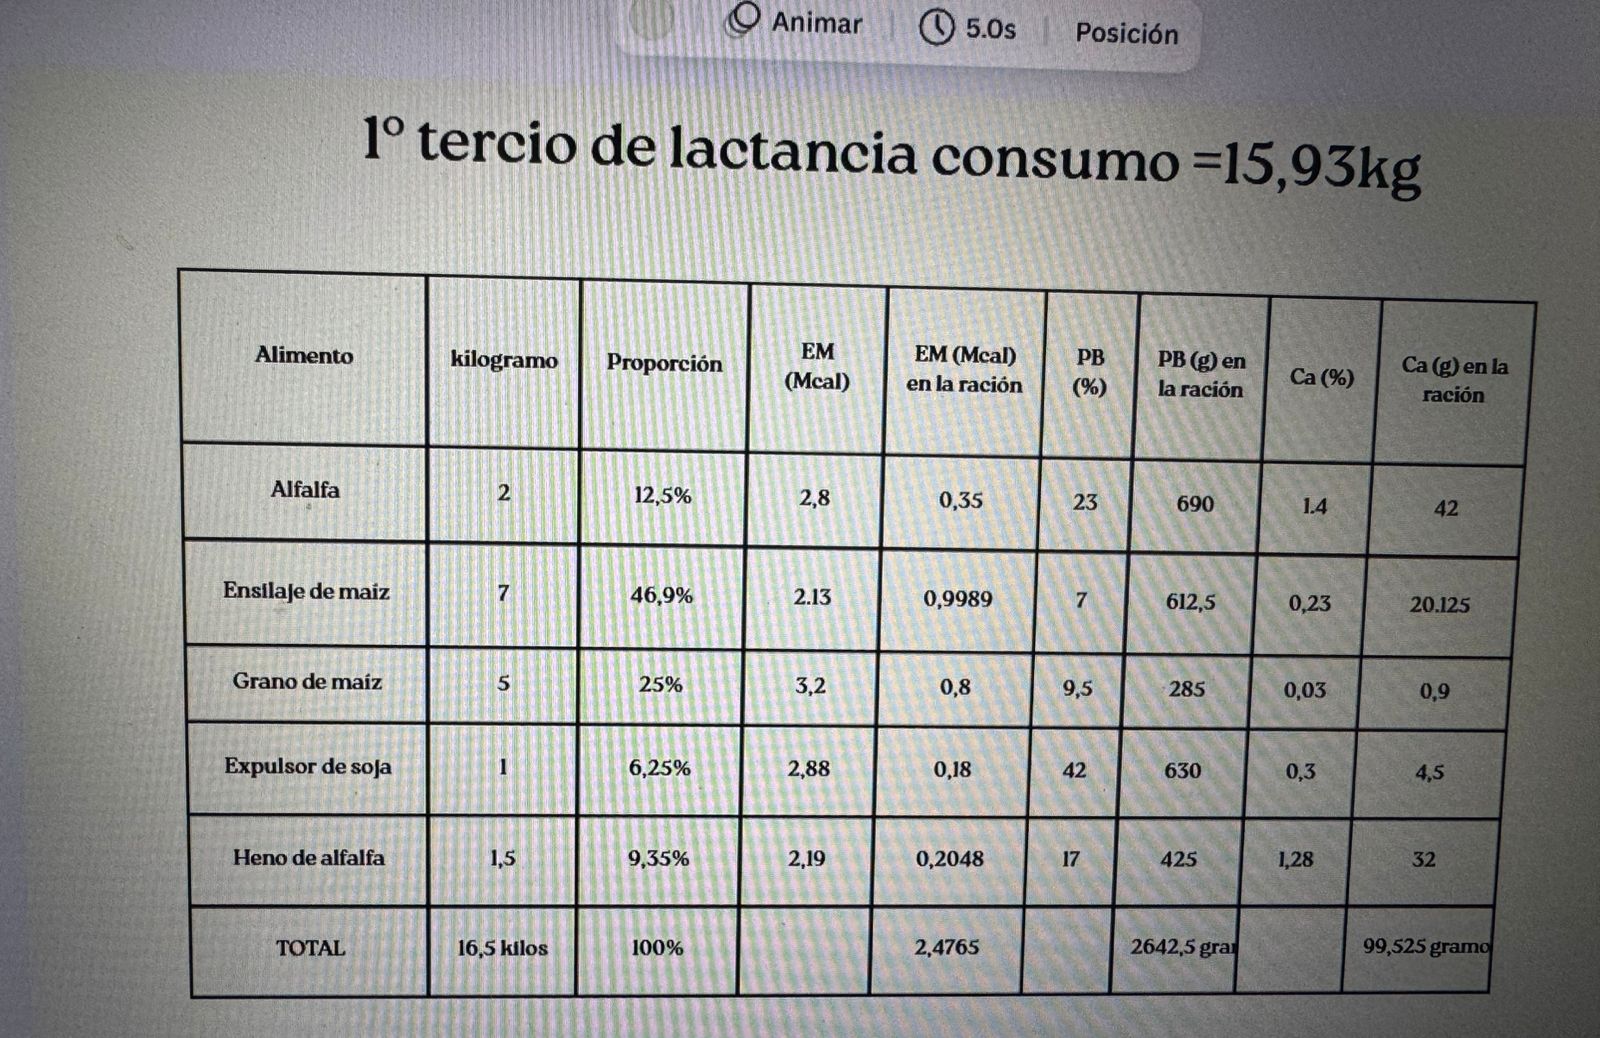 Animar 5.0s Posición
1º tercio de lactancia consumo =15,93kg
Alimento kilogramo Proporción EM (Mcal) EM (Mcal) en la ración PB (%) PB (g) en la ración Ca (%) Ca (g) en la ración
Alfalfa 2 12,5% 2,8 0,35 23 690 1.4 42
Ensilaje de maiz 7 46,9% 2.13 0,9989 7 612,5 0,23 20.125
Grano de maíz 5 25% 3,2 0,8 9,5 285 0,03 0,9
Expulsor de soja 1 6,25% 2,88 0,18 42 630 0,3 4,5
Heno de alfalfa 1,5 9,35% 2,19 0,2048 17 425 1,28 32
TOTAL 16,5 kilos 100% 2,4765 2642,5 gra 99,525 gramo